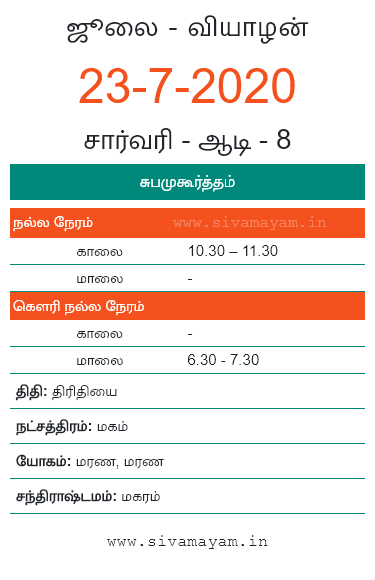 ஜூலை - வியாழன்
23-7-2020
சார்வரி - ஆடி - 8
சுபமுகூர்த்தம்
நல்ல நேரம் www.sivamayam.in
காலை 10.30 – 11.30
மாலை -
கௌரி நல்ல நேரம்
காலை -
மாலை 6.30 - 7.30
திதி: திரிதியை
நட்சத்திரம்: மகம்
யோகம்: மரண, மரண
சந்திராஷ்டமம்: மகரம்
www.sivamayam.in